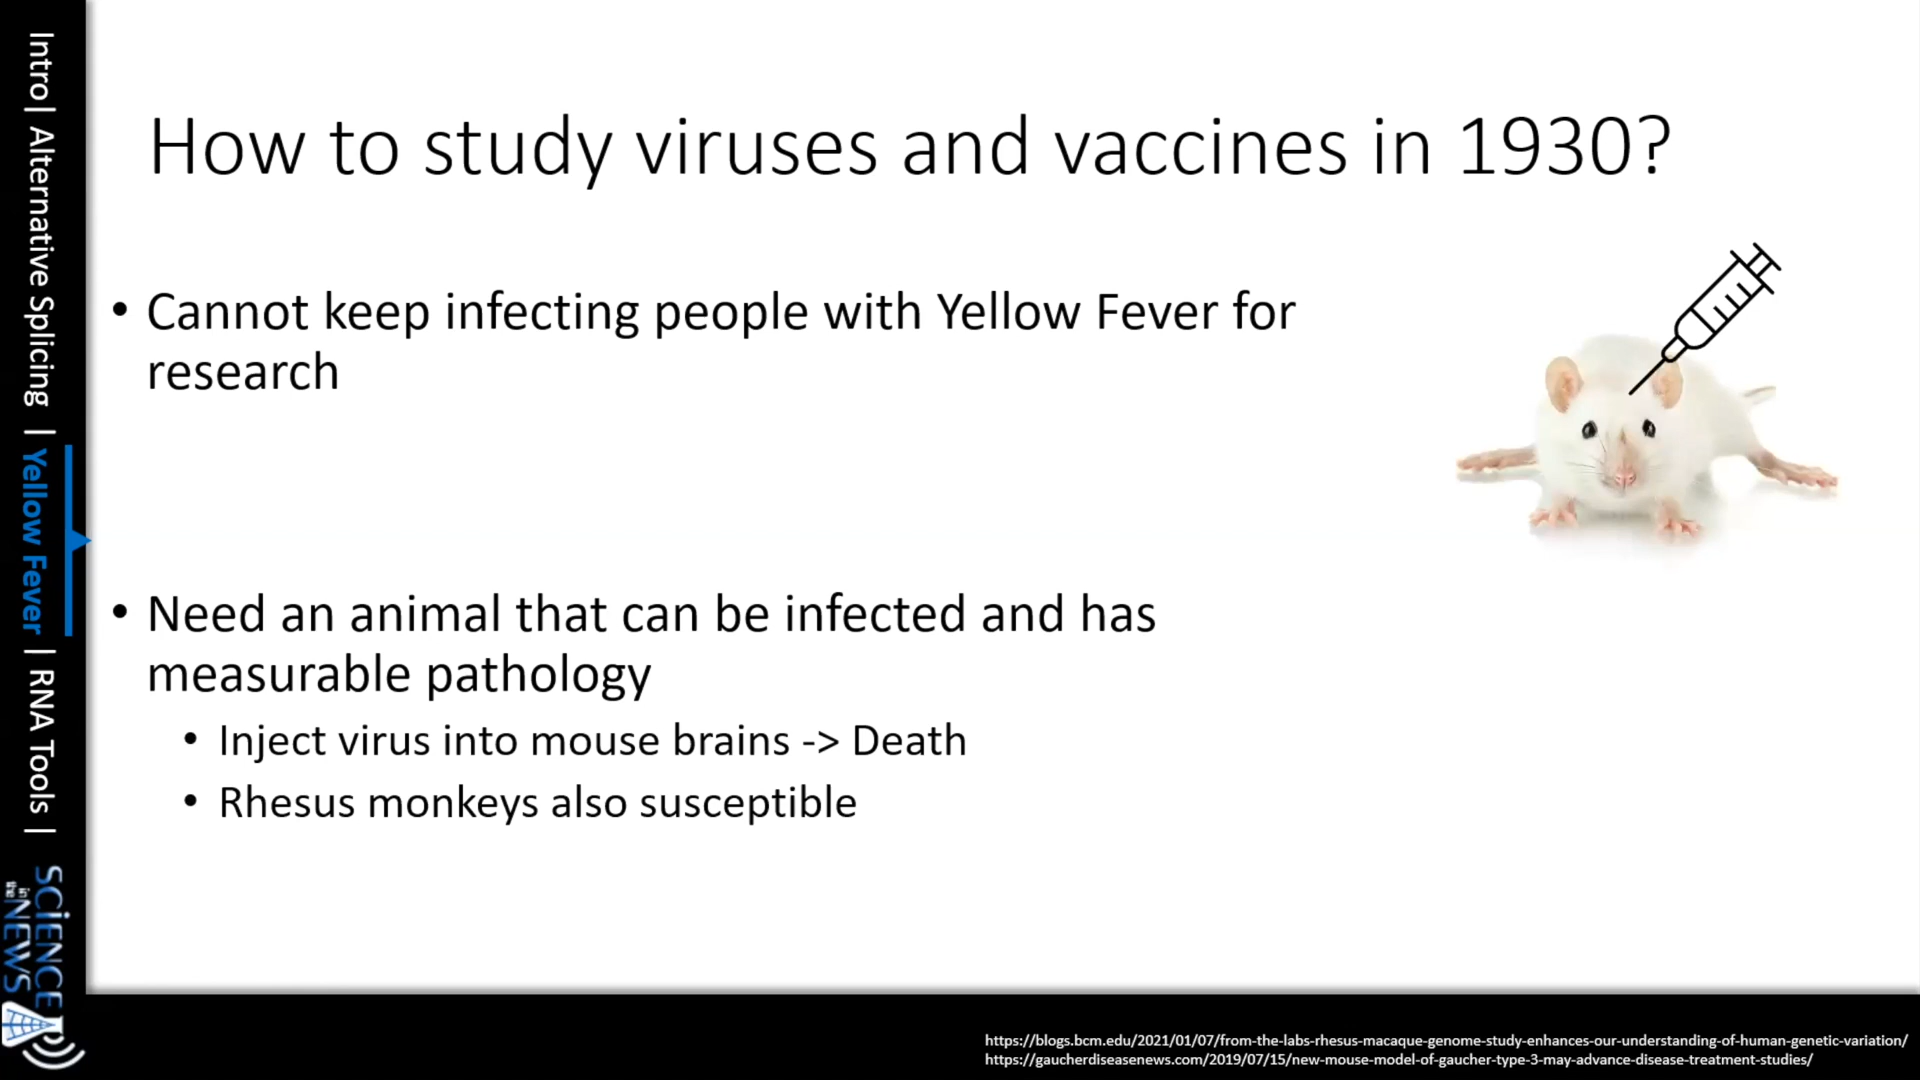 Intro| Alternative Splicing | Yellow Fever | RNA Tools |
SCiENCE
in the NEWS
How to study viruses and vaccines in 1930?
• Cannot keep infecting people with Yellow Fever for
research
• Need an animal that can be infected and has
measurable pathology
• Inject virus into mouse brains -> Death
• Rhesus monkeys also susceptible
https://blogs.bcm.edu/2021/01/07/from-the-labs-rhesus-macaque-genome-study-enhances-our-understanding-of-human-genetic-variation/
https://gaucherdiseasenews.com/2019/07/15/new-mouse-model-of-gaucher-type-3-may-advance-disease-treatment-studies/